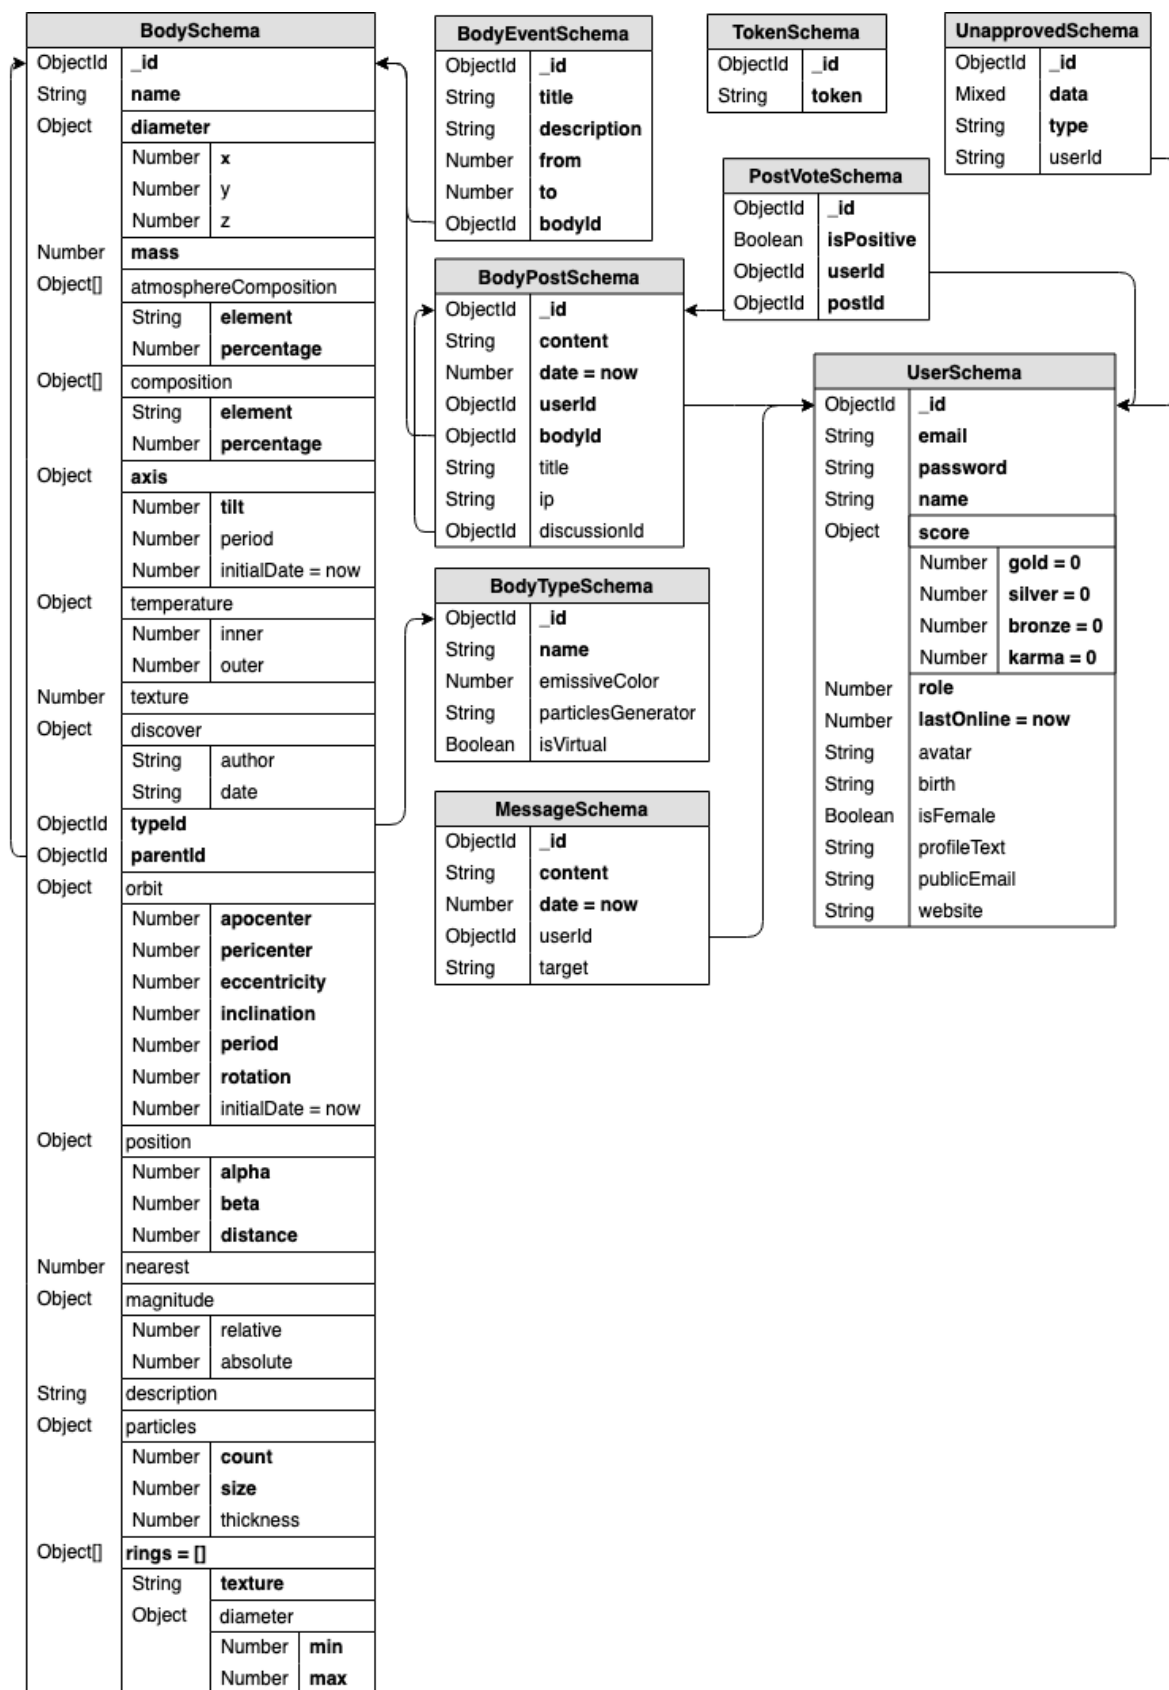 BodySchema
ObjectId _id
String name
Object diameter
Number x
Number y
Number z
Number mass
Object[] atmosphereComposition
String element
Number percentage
Object[] composition
String element
Number percentage
Object axis
Number tilt
Number period
Number initialDate = now
Object temperature
Number inner
Number outer
Number texture
Object discover
String author
String date
ObjectId typeId
ObjectId parentId
Object orbit
Number apocenter
Number pericenter
Number eccentricity
Number inclination
Number period
Number rotation
Number initialDate = now
Object position
Number alpha
Number beta
Number distance
Number nearest
Object magnitude
Number relative
Number absolute
String description
Object particles
Number count
Number size
Number thickness
Object[] rings = []
String texture
Object diameter
Number min
Number max
BodyEventSchema
ObjectId _id
String title
String description
Number from
Number to
ObjectId bodyId
BodyPostSchema
ObjectId _id
String content
Number date = now
ObjectId userId
ObjectId bodyId
String title
String ip
ObjectId discussionId
BodyTypeSchema
ObjectId _id
String name
Number emissiveColor
String particlesGenerator
Boolean isVirtual
MessageSchema
ObjectId _id
String content
Number date = now
ObjectId userId
String target
TokenSchema
ObjectId _id
String token
PostVoteSchema
ObjectId _id
Boolean isPositive
ObjectId userId
ObjectId postId
UnapprovedSchema
ObjectId _id
Mixed data
String type
String userId
UserSchema
ObjectId _id
String email
String password
String name
Object score
Number gold = 0
Number silver = 0
Number bronze = 0
Number karma = 0
Number role
Number lastOnline = now
String avatar
String birth
Boolean isFemale
String profileText
String publicEmail
String website